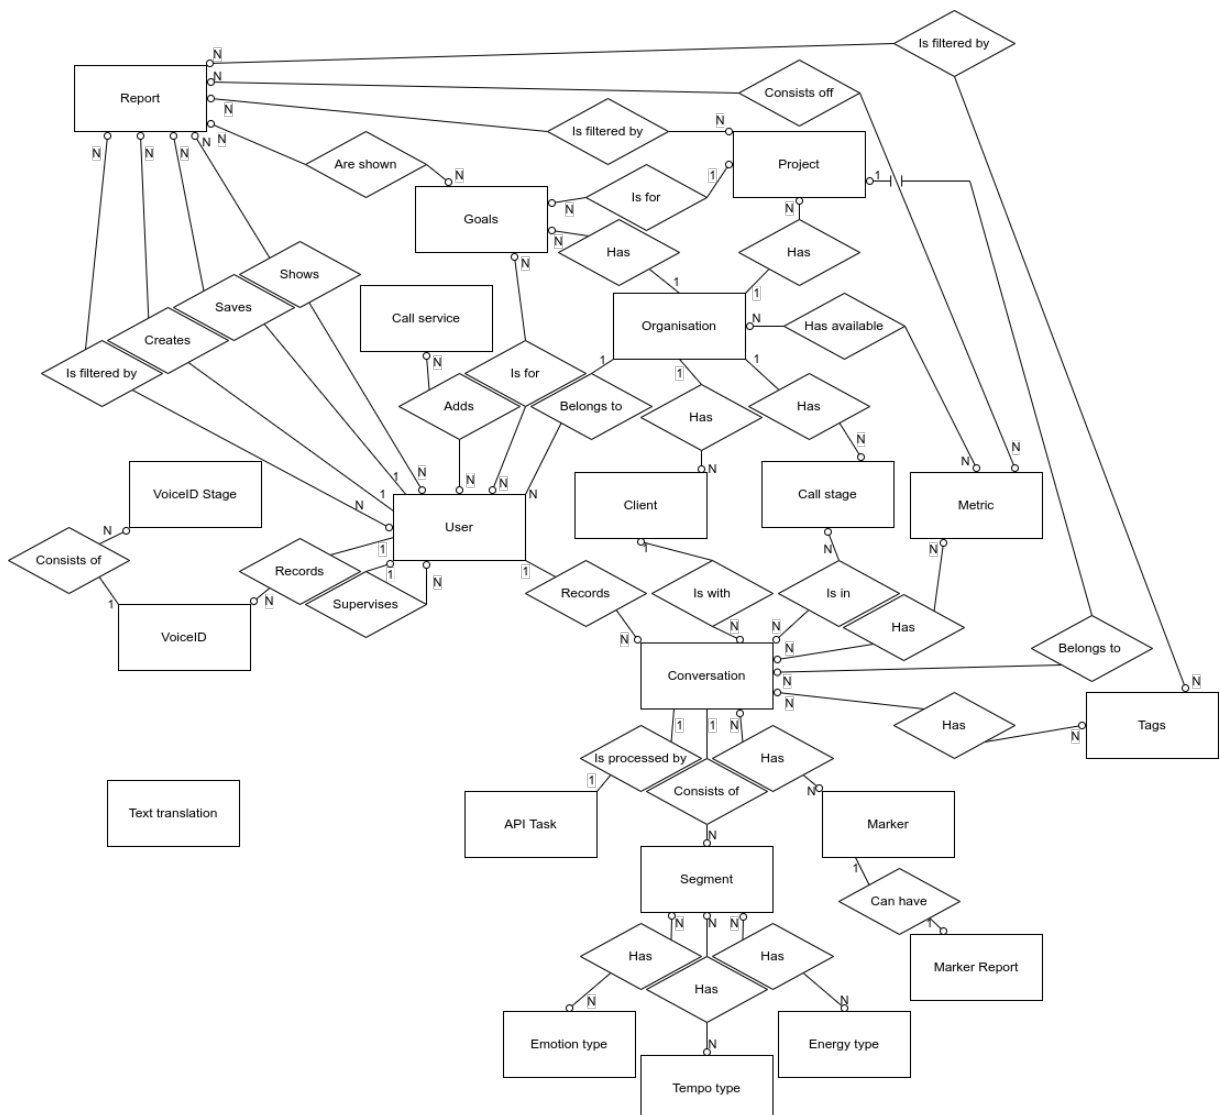 Is filtered by
N
N
Report
Consists off
N
N
Is filtered by
N
N
N
N
N
N
Are shown
Project
N
1
1
Is for
Goals
N
N
N
Has
Has
N
Shows
1
1
Saves
Call service
Organisation
N
Has available
Creates
N
1
1
1
Is filtered by
Is for
Adds
Belongs to
Has
Has
N
N
N
N
N
1
N
N
N
N
1
N
VoiceID Stage
Client
Call stage
Metric
N
User
N
Consists of
1
1
N
N
1
N
1
Records
Records
Is with
Is in
1
N
Supervises
N
N
N
Has
VoiceID
N
N
Belongs to
Conversation
N
N
N
1
1
N
Has
Tags
N
Is processed by
Has
1
Consists of
N
Text translation
API Task
Marker
N
1
Segment
Can have
N
N
N
1
Has
Has
Marker Report
Has
N
N
Emotion type
N
Energy type
Tempo type